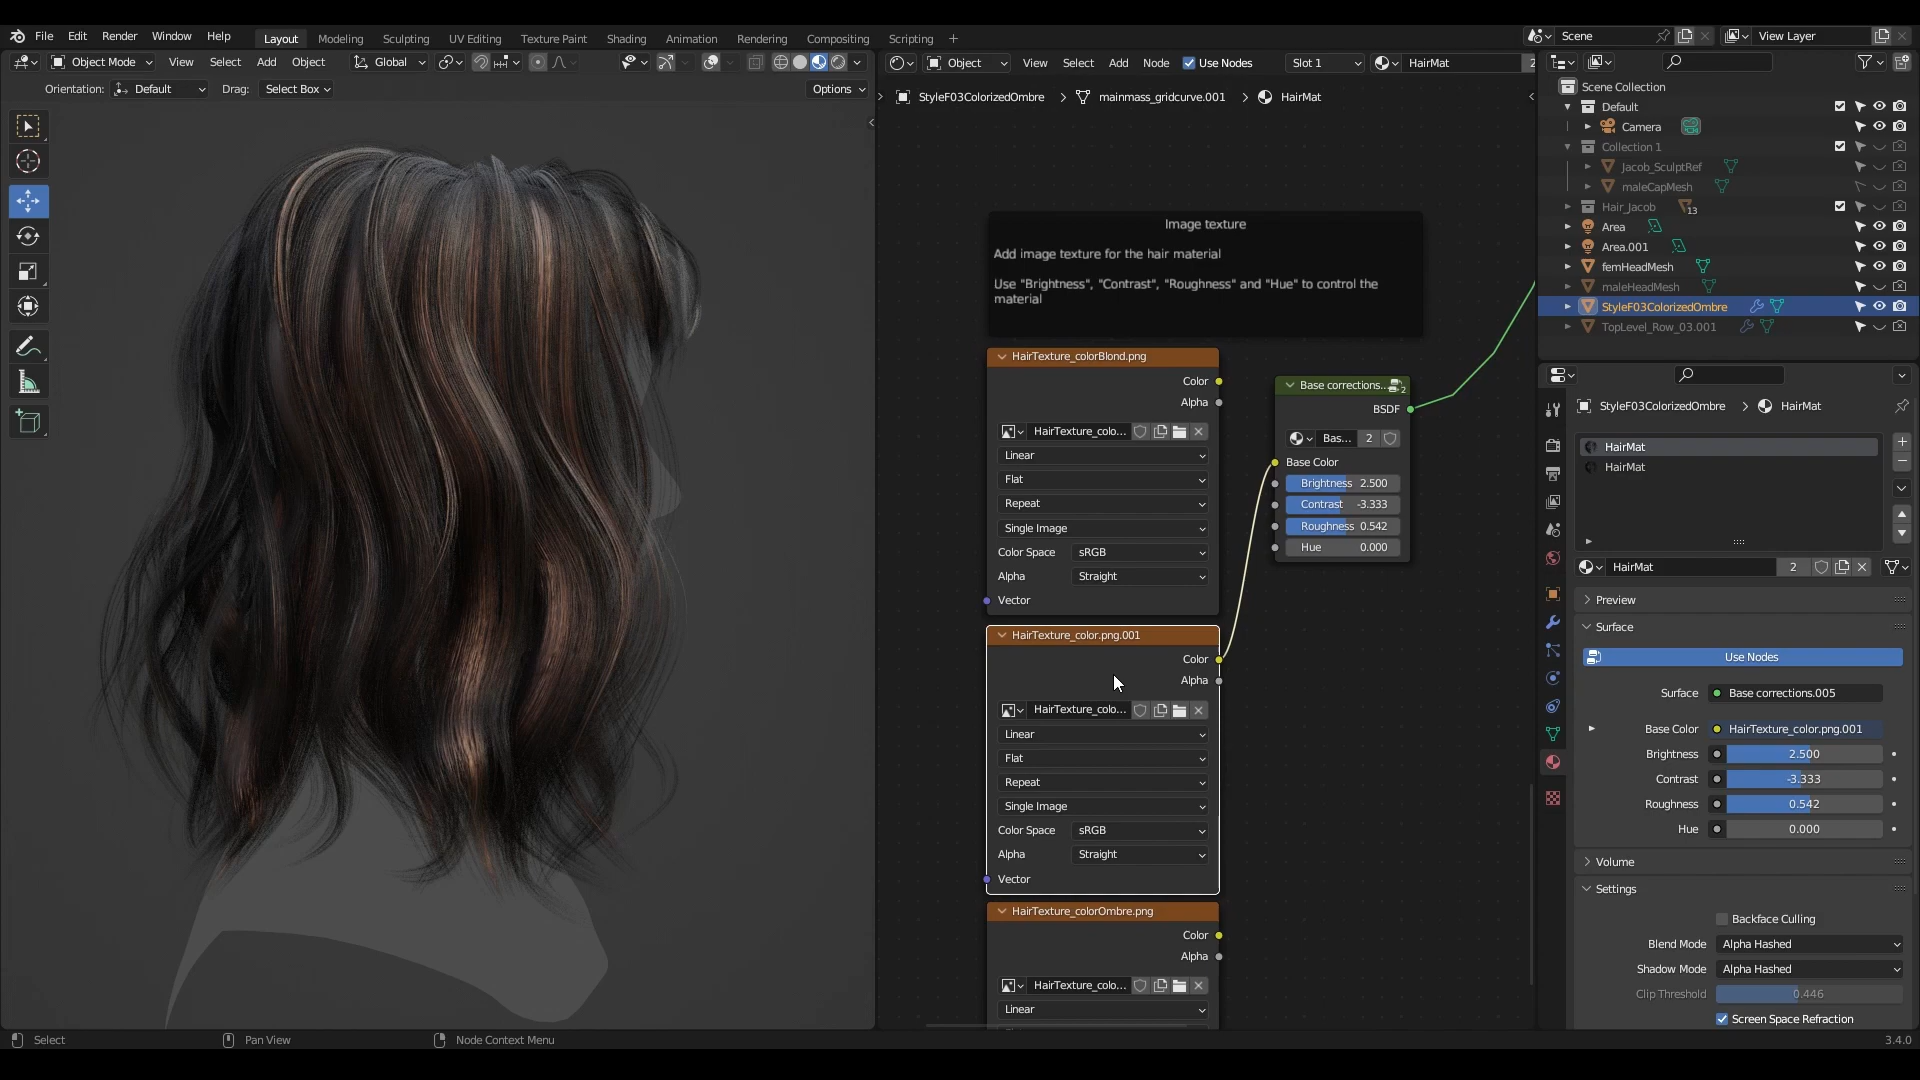 File Edit Render Window Help Layout Modeling Sculpting UV Editing Texture Paint Shading Animation Rendering Compositing Scripting + Scene View Layer
Object Mode View Select Add Object Global
Orientation: Default Drag: Select Box Options
Object View Select Add Node Use Nodes Slot 1 HairMat 2
StyleF03ColorizedOmbre > mainmass_gridcurve.001 > HairMat
Image texture
Add image texture for the hair material
Use "Brightness", "Contrast", "Roughness" and "Hue" to control the
material
HairTexture_colorBlond.png
Color
Alpha
HairTexture_colo...
Linear
Flat
Repeat
Single Image
Color Space sRGB
Alpha Straight
Vector
HairTexture_color.png.001
Color
Alpha
HairTexture_colo...
Linear
Flat
Repeat
Single Image
Color Space sRGB
Alpha Straight
Vector
HairTexture_colorOmbre.png
Color
Alpha
HairTexture_colo...
Linear
Base corrections... 2
BSDF
Bas... 2
Base Color
Brightness 2.500
Contrast -3.333
Roughness 0.542
Hue 0.000
Scene Collection
Default
Camera
Collection 1
Jacob_SculptRef
maleCapMesh
Hair_Jacob 13
Area
Area.001
femHeadMesh
maleHeadMesh
StyleF03ColorizedOmbre
TopLevel_Row_03.001
StyleF03ColorizedOmbre > HairMat
HairMat
HairMat
HairMat 2
Preview
Surface
Use Nodes
Surface Base corrections.005
Base Color HairTexture_color.png.001
Brightness 2.500
Contrast -3.333
Roughness 0.542
Hue 0.000
Volume
Settings
Backface Culling
Blend Mode Alpha Hashed
Shadow Mode Alpha Hashed
Clip Threshold 0.446
Screen Space Refraction
Select Pan View Node Context Menu 3.4.0